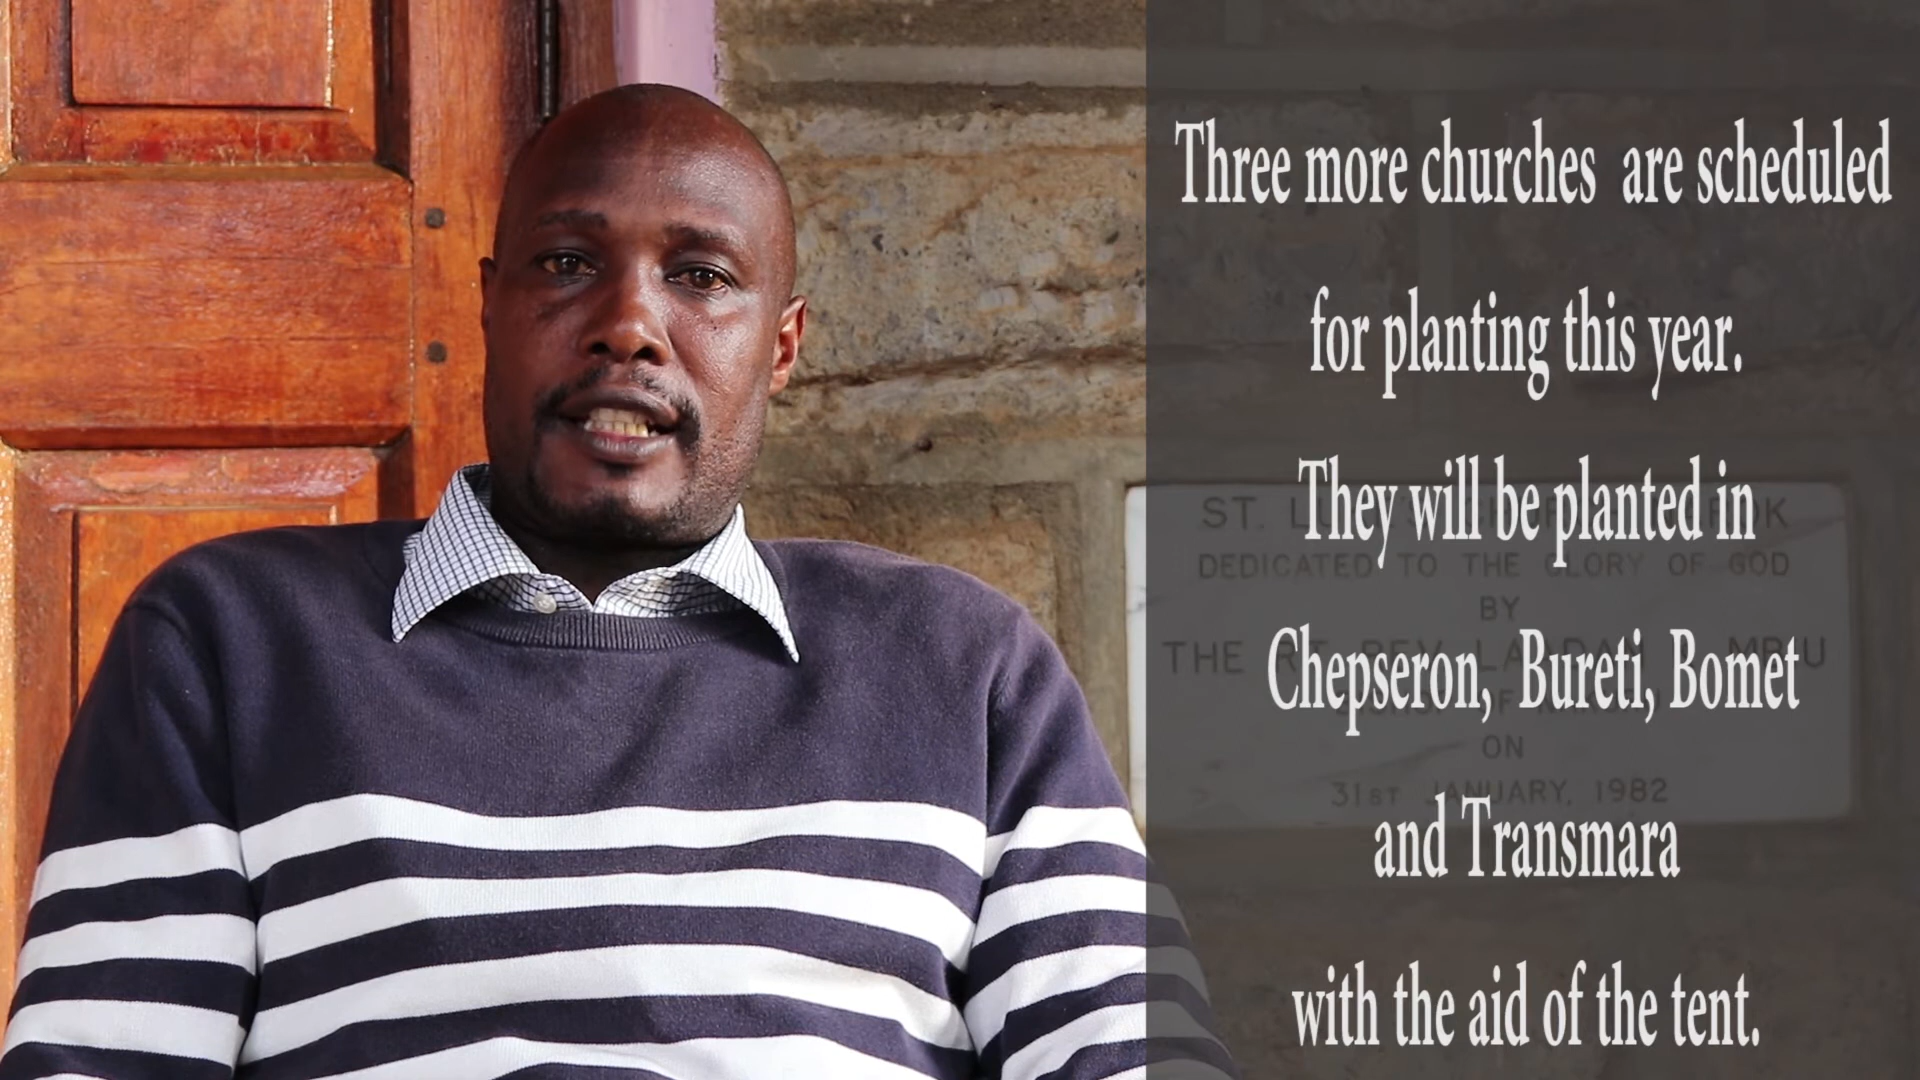 Three more churches are scheduled
for planting this year.
They will be planted in
Chepseron, Bureti, Bomet
and Transmara
with the aid of the tent.
ST.
DEDICATED TO THE GLORY OF GOD
BY
THE
ON
31ST JANUARY, 1982